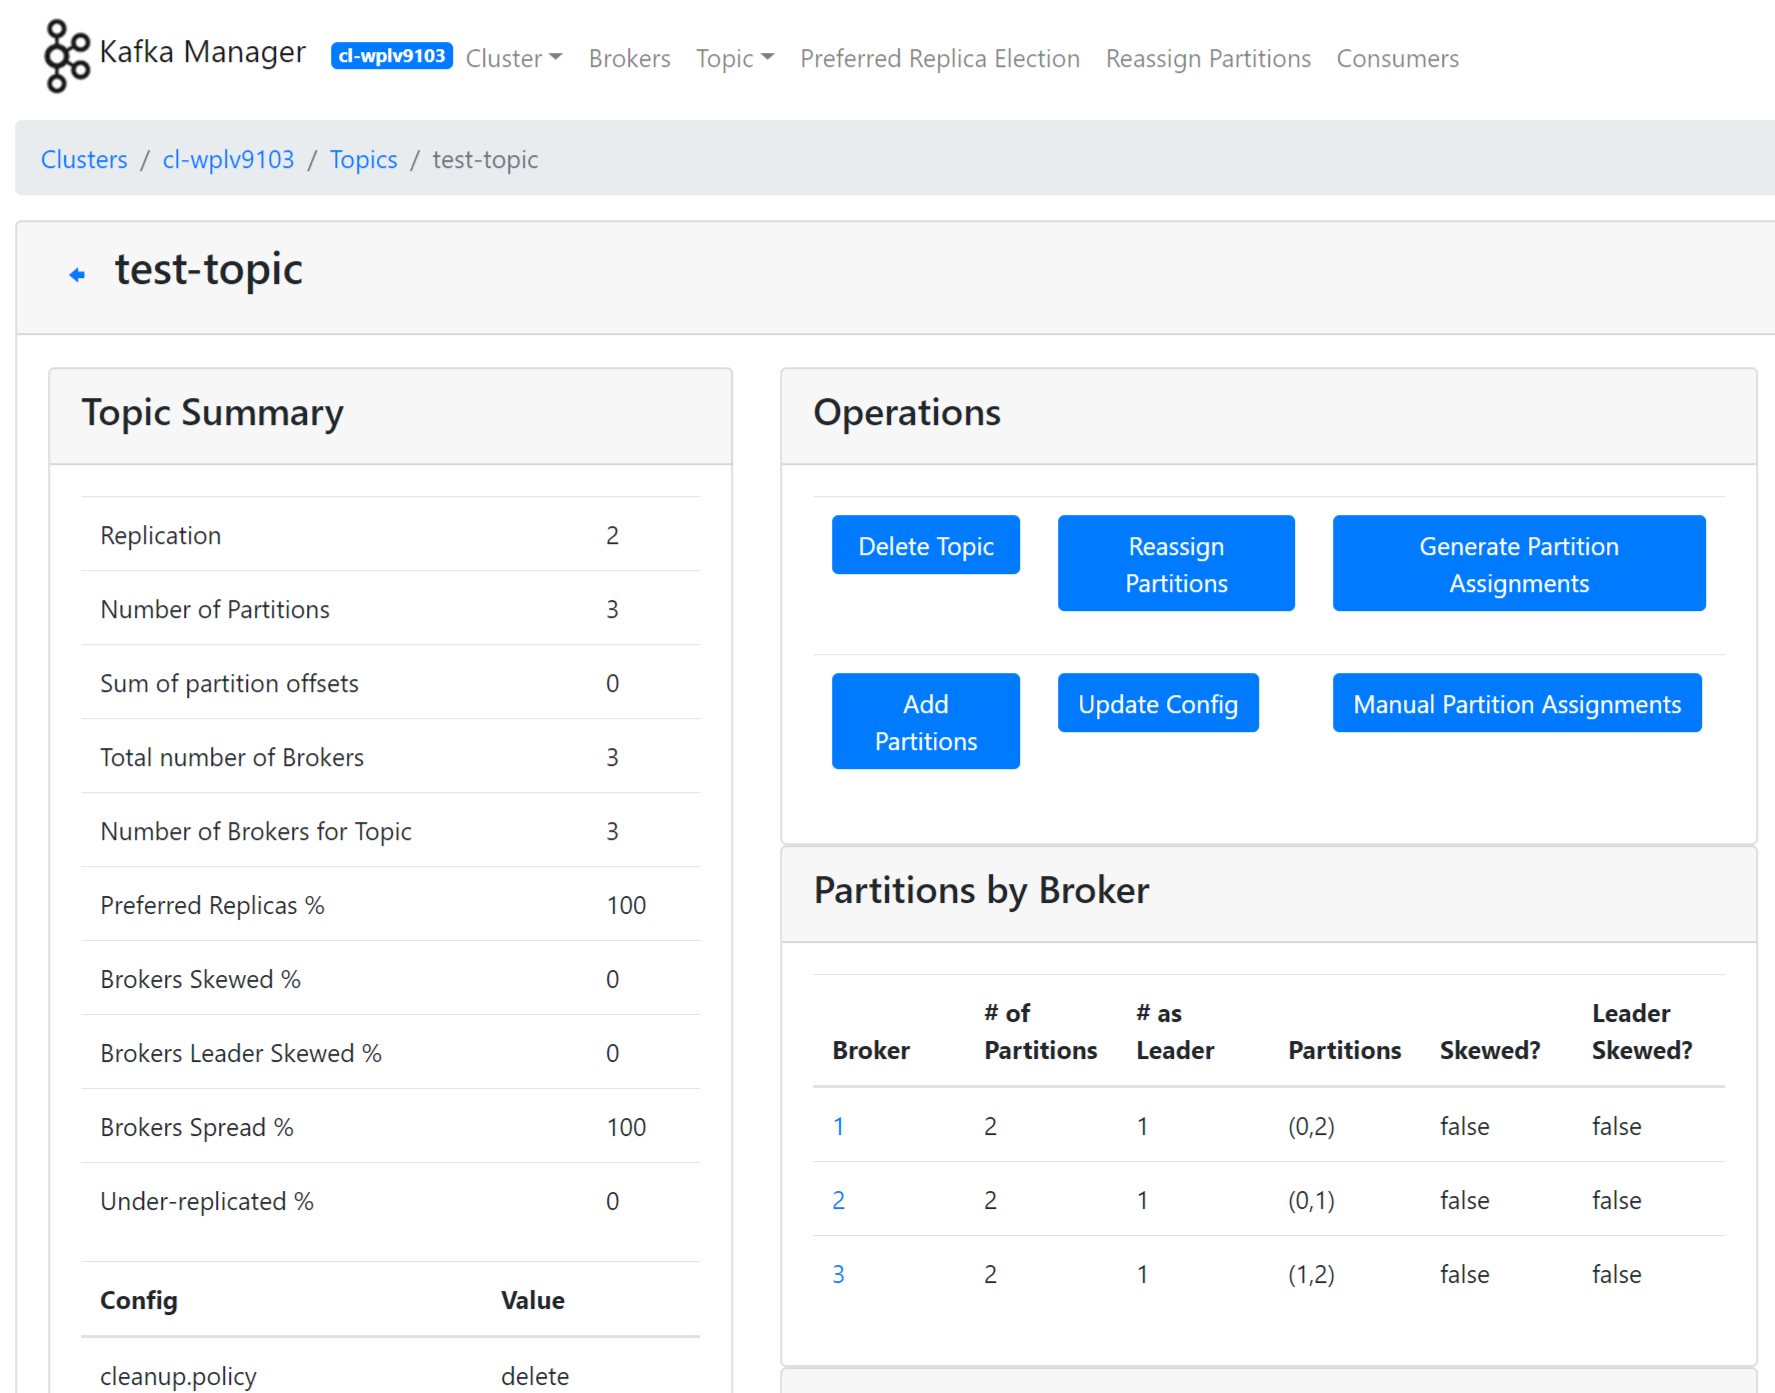 Kafka Manager cl-wplv9103 Cluster Brokers Topic Preferred Replica Election Reassign Partitions Consumers
Clusters / cl-wplv9103 / Topics / test-topic
test-topic
Topic Summary
Replication 2
Number of Partitions 3
Sum of partition offsets 0
Total number of Brokers 3
Number of Brokers for Topic 3
Preferred Replicas % 100
Brokers Skewed % 0
Brokers Leader Skewed % 0
Brokers Spread % 100
Under-replicated % 0
Config Value
cleanup.policy delete
Operations
Delete Topic
Reassign
Partitions
Generate Partition
Assignments
Add
Partitions
Update Config
Manual Partition Assignments
Partitions by Broker
Broker # of Partitions # as Leader Partitions Skewed? Leader Skewed?
1 2 1 (0,2) false false
2 2 1 (0,1) false false
3 2 1 (1,2) false false